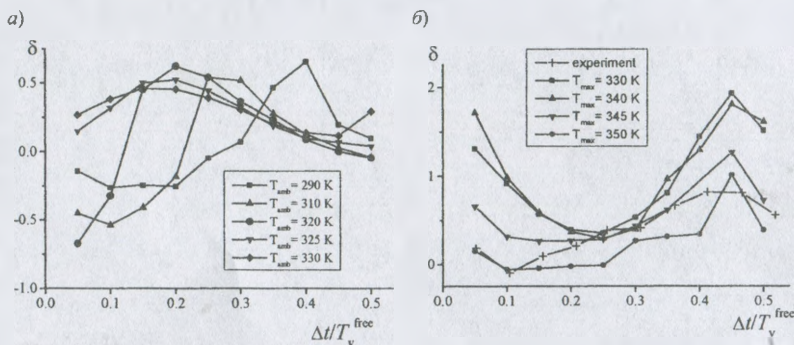 а)
δ
0.5
0.0
-0.5
-1.0
0.0 0.1 0.2 0.3 0.4 0.5
Δt/T_v^free
T_amb = 290 K
T_amb = 310 K
T_amb = 320 K
T_amb = 325 K
T_amb = 330 K
б)
δ
2
1
0
0.0 0.1 0.2 0.3 0.4 0.5
Δt/T_v^free
experiment
T_max = 330 K
T_max = 340 K
T_max = 345 K
T_max = 350 K